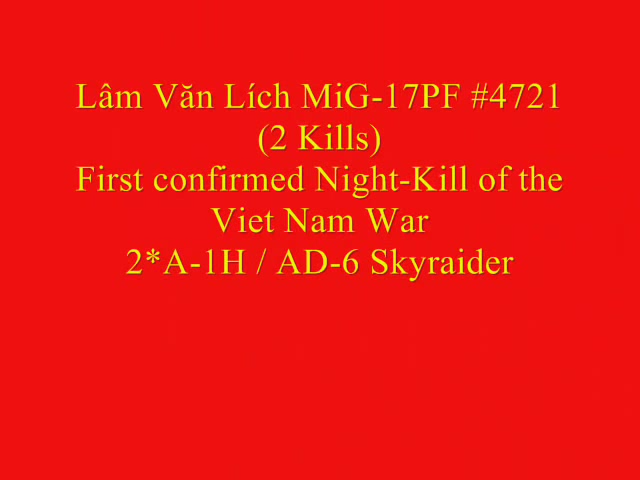 Lâm Văn Lích MiG-17PF #4721
(2 Kills)
First confirmed Night-Kill of the
Viet Nam War
2*A-1H / AD-6 Skyraider